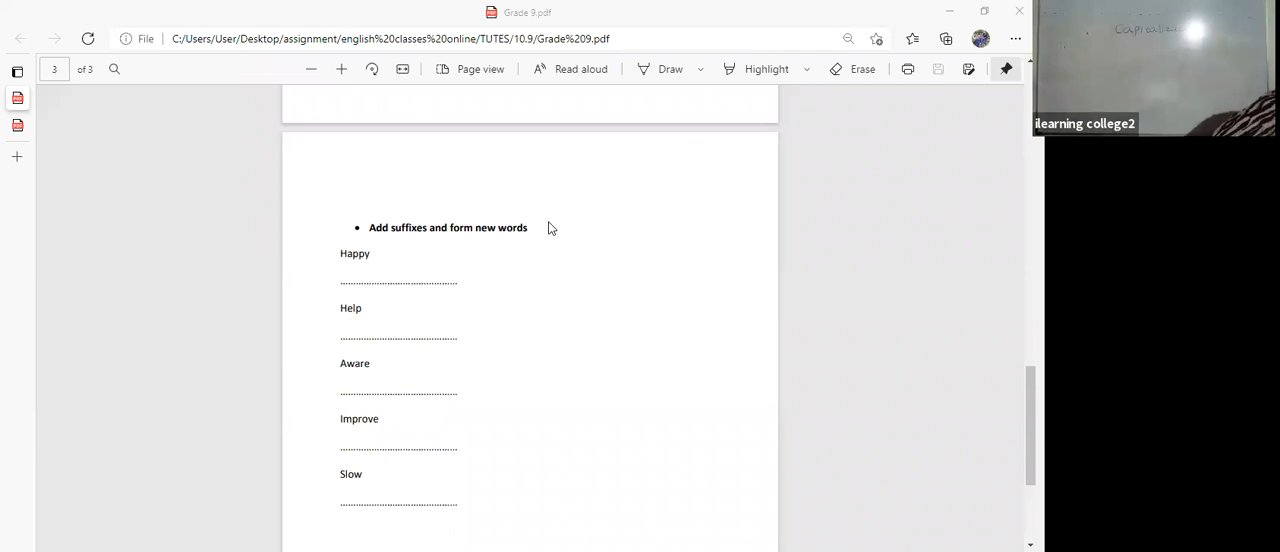 Grade 9.pdf
File
C:/Users/User/Desktop/assignment/english%20classes%20online/TUTES/10.9/Grade%209.pdf
3 of 3
Page view
Read aloud
Draw
Highlight
Erase
ilearning college2
• Add suffixes and form new words
Happy
............................................
Help
............................................
Aware
............................................
Improve
............................................
Slow
............................................